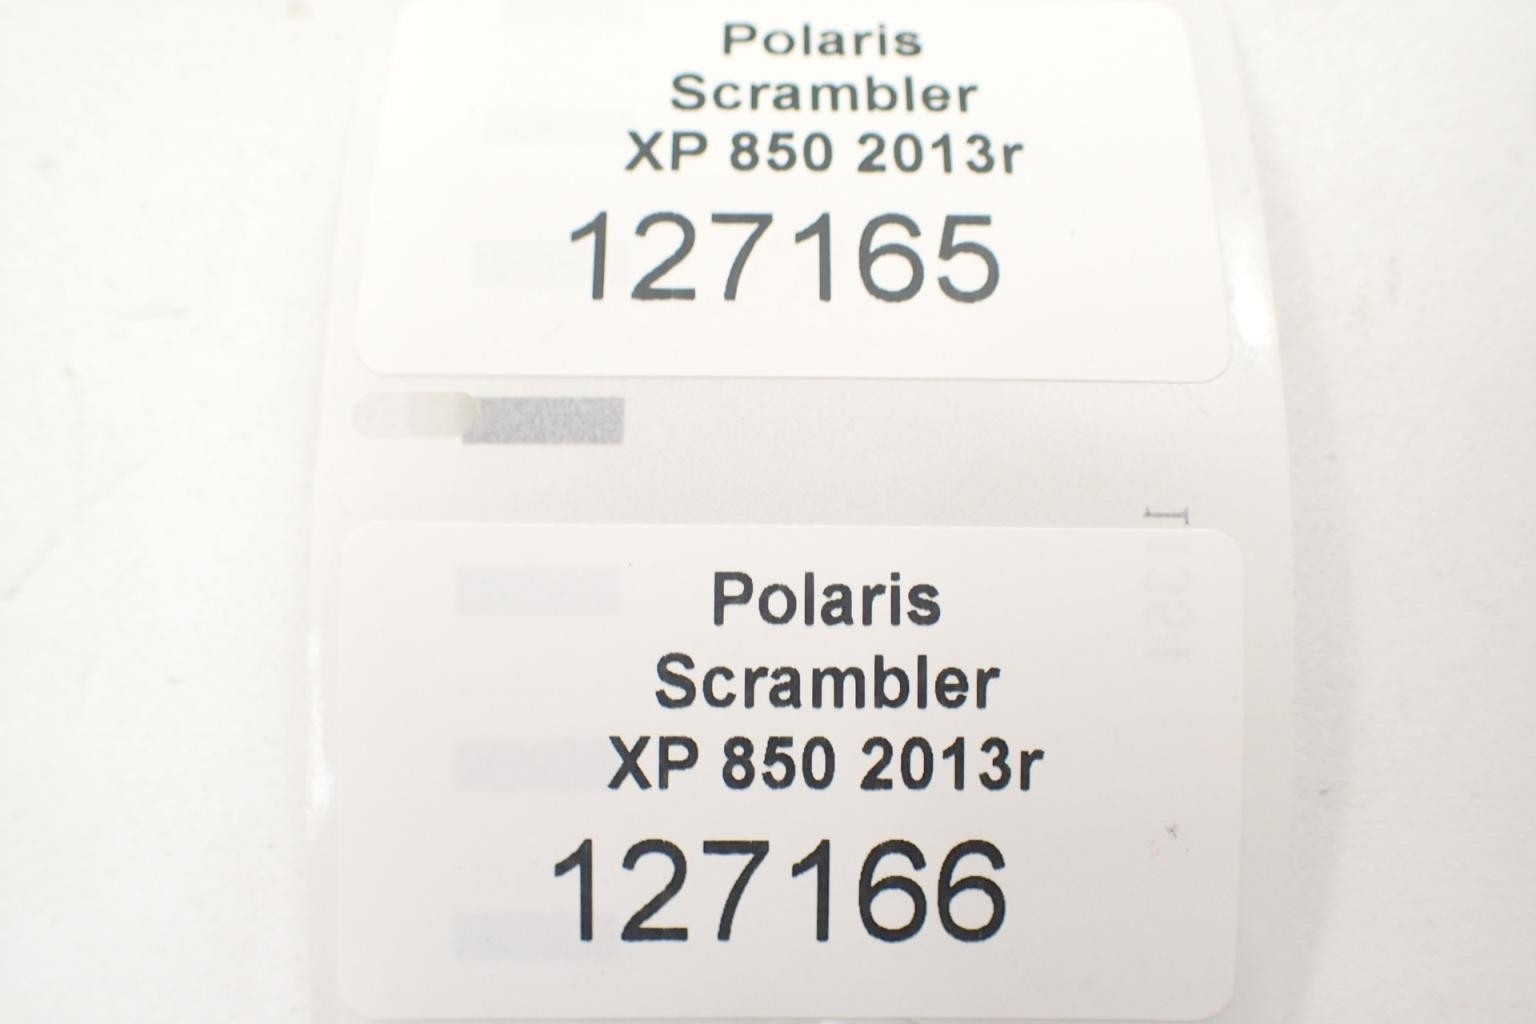 Polaris
Scrambler
XP 850 2013r
127165
Polaris
Scrambler
XP 850 2013r
127166